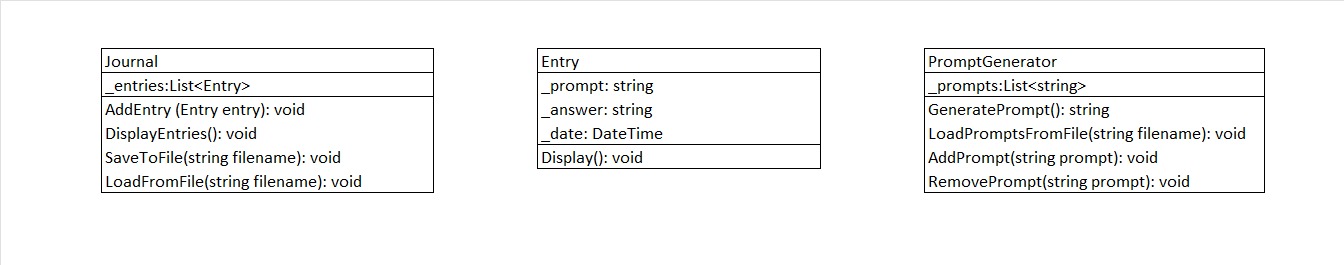 Journal
_entries:List<Entry>
AddEntry (Entry entry): void
DisplayEntries(): void
SaveToFile(string filename): void
LoadFromFile(string filename): void
Entry
_prompt: string
_answer: string
_date: DateTime
Display(): void
PromptGenerator
_prompts:List<string>
GeneratePrompt(): string
LoadPromptsFromFile(string filename): void
AddPrompt(string prompt): void
RemovePrompt(string prompt): void